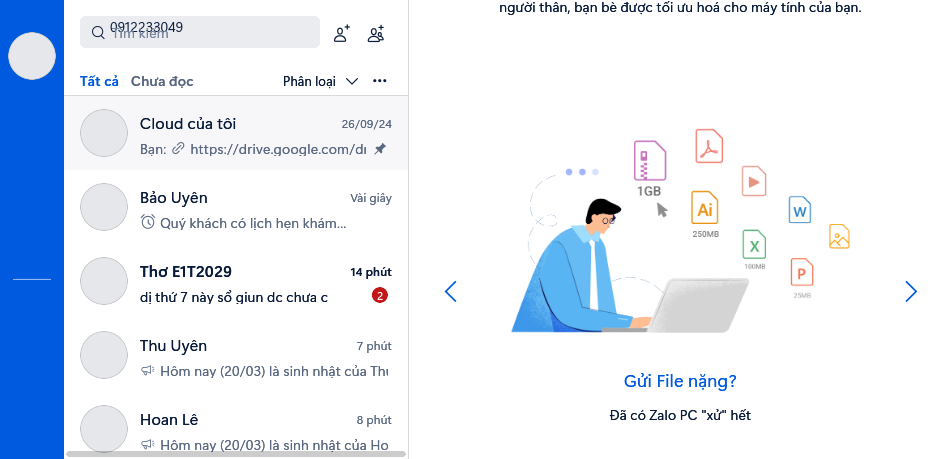 0912233049
Tìm kiếm
Tất cả Chưa đọc Phân loại
Cloud của tôi 26/09/24
Bạn: https://drive.google.com/dr
Bảo Uyên Vài giây
Quý khách có lịch hẹn khám...
Thơ E1T2029 14 phút
dị thứ 7 này sổ giun dc chưa c 2
Thu Uyên 7 phút
Hôm nay (20/03) là sinh nhật của Thu
Hoan Lê 8 phút
Hôm nay (20/03) là sinh nhật của Ho
người thân, bạn bè được tối ưu hoá cho máy tính của bạn.
1GB
Ai
250MB
W
X
100MB
P
25MB
Gửi File nặng?
Đã có Zalo PC "xử" hết